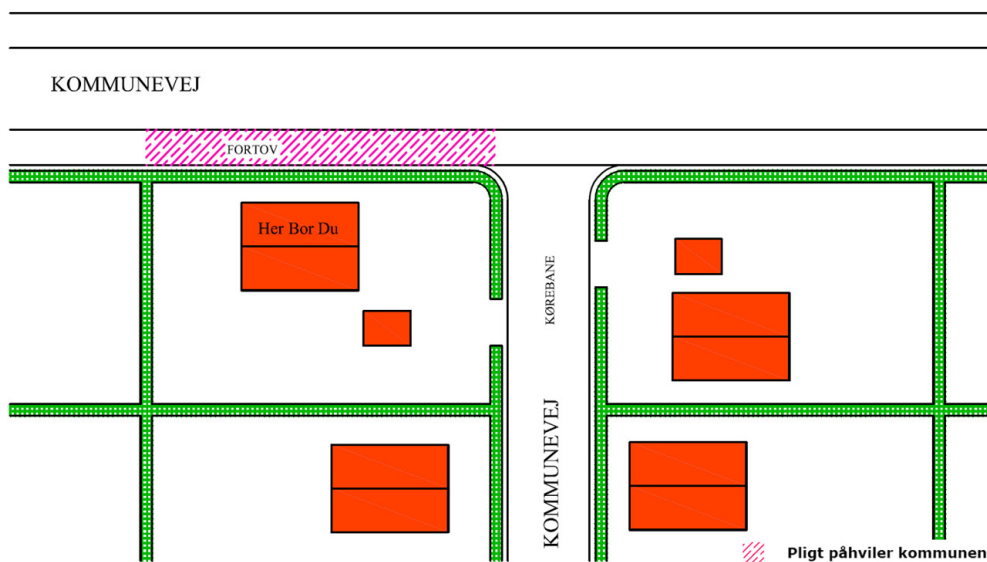 KOMMUNEVEJ
FORTOV
Her Bor Du
KØREBANE
KOMMUNEVEJ
Pligt påhviler kommunen